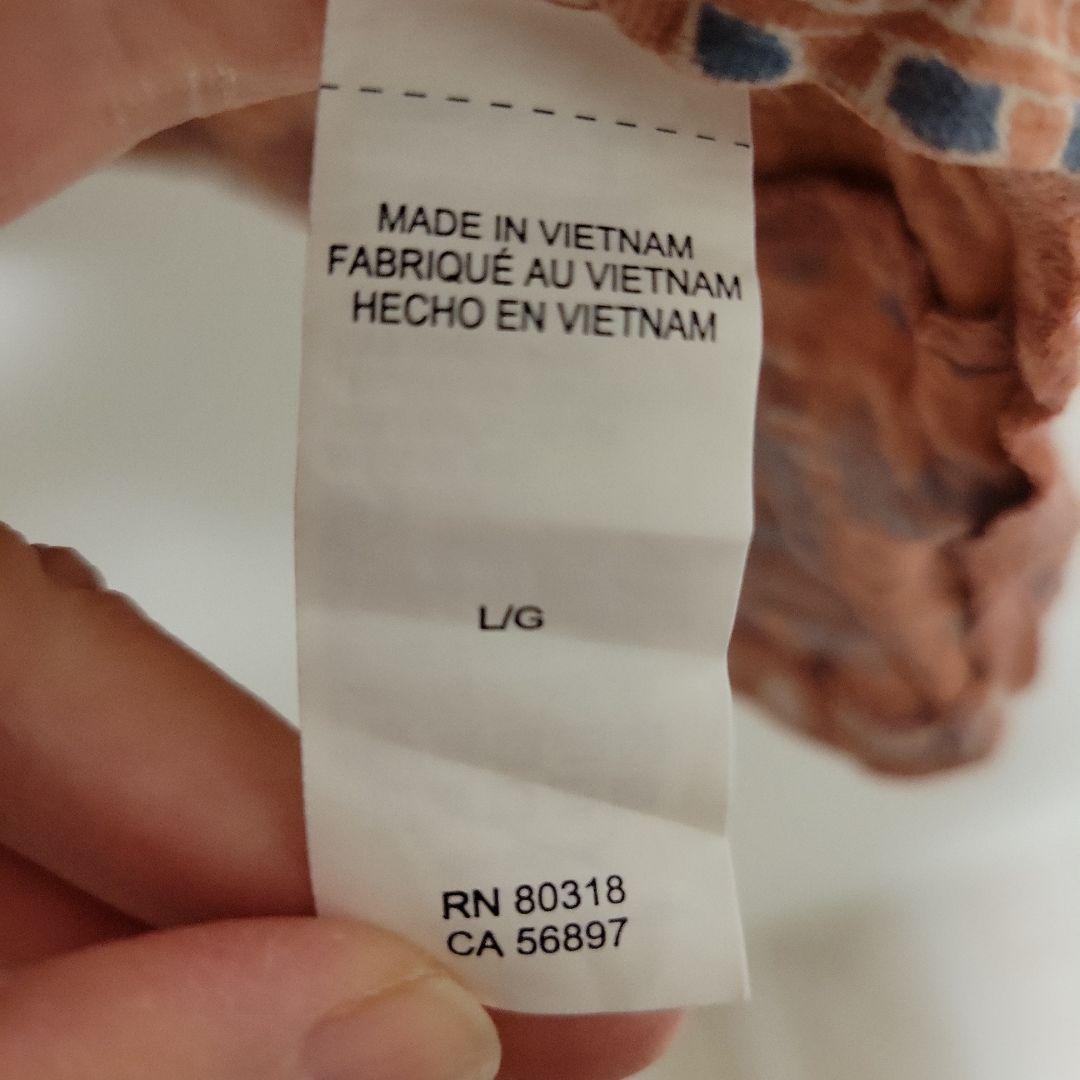 MADE IN VIETNAM
FABRIQUÉ AU VIETNAM
HECHO EN VIETNAM
L/G
RN 80318
CA 56897